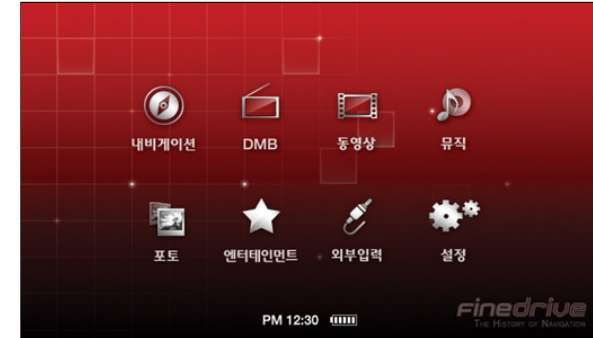 내비게이션 DMB 동영상 뮤직
포토 엔터테인먼트 외부입력 설정
PM 12:30
Finedrive
THE HISTORY OF NAVIGATION